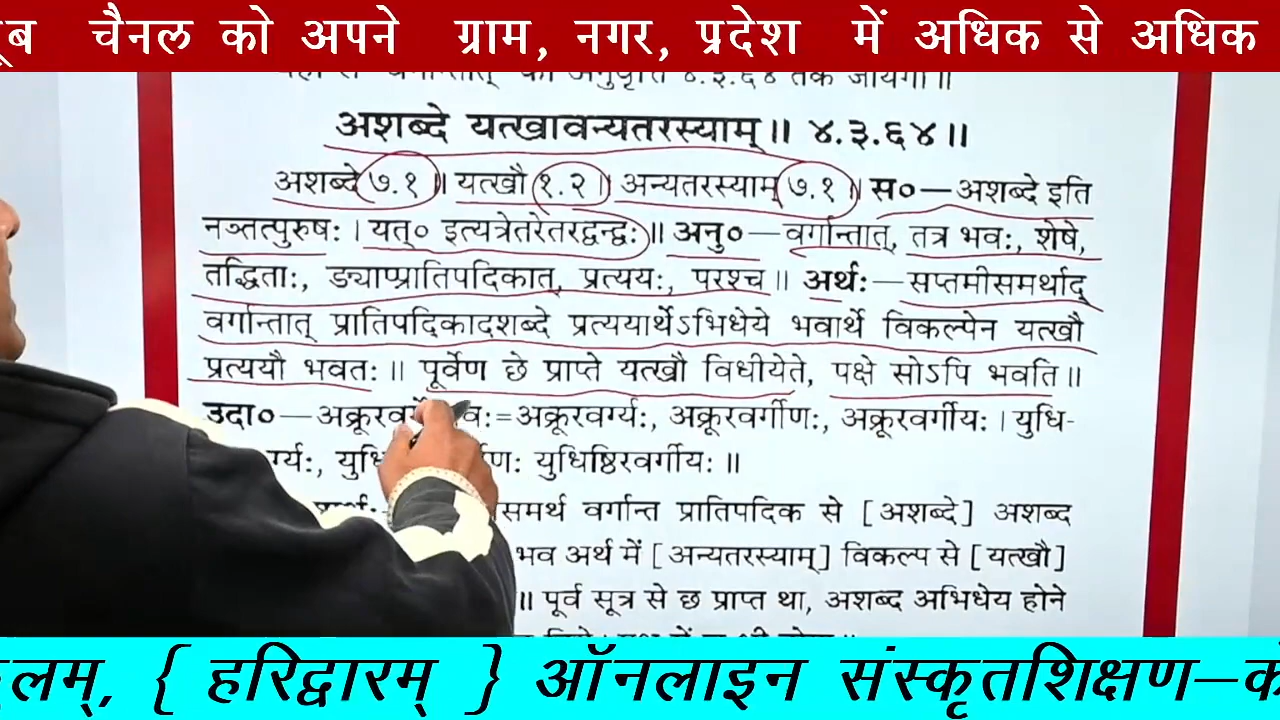 चैनल को अपने ग्राम, नगर, प्रदेश में अधिक से अधिक
अशब्दे यत्खावन्यतरस्याम्॥ ४.३.६४॥
अशब्दे ७.१॥ यत्खौ १.२॥ अन्यतरस्याम् ७.१॥ स०—अशब्दे इति
नञ्तत्पुरुषः। यत्० इत्यत्रेतरेतरद्वन्द्वः॥ अनु०—वर्गान्तात्, तत्र भवः, शेषे,
तद्धिताः, ङ्याप्प्रातिपदिकात्, प्रत्ययः, परश्च॥ अर्थः—सप्तमीसमर्थाद्
वर्गान्तात् प्रातिपदिकादशब्दे प्रत्ययार्थेऽभिधेये भवार्थे विकल्पेन यत्खौ
प्रत्ययौ भवतः॥ पूर्वेण छे प्राप्ते यत्खौ विधीयेते, पक्षे सोऽपि भवति॥
उदा०—=अक्रूरवर्ग्यः, अक्रूरवर्गीणः, अक्रूरवर्गीयः। युधि-
युधिष्ठिरवर्गीयः॥
समर्थ वर्गान्त प्रातिपदिक से [अशब्दे] अशब्द
भव अर्थ में [अन्यतरस्याम्] विकल्प से [यत्खौ]
॥ पूर्व सूत्र से छ प्राप्त था, अशब्द अभिधेय होने
{ हरिद्वारम् } ऑनलाइन संस्कृतशिक्षण—